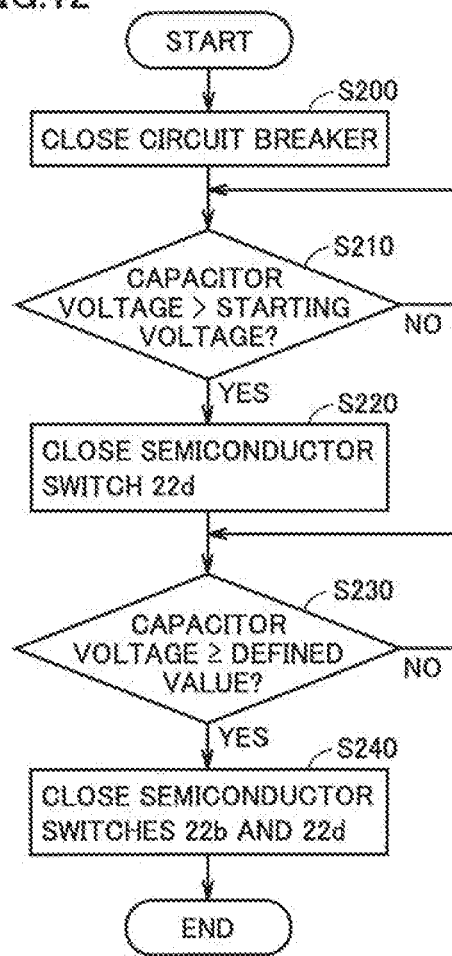 START
S200
CLOSE CIRCUIT BREAKER
S210
CAPACITOR
VOLTAGE > STARTING
VOLTAGE?
NO
YES
S220
CLOSE SEMICONDUCTOR
SWITCH 22d
S230
CAPACITOR
VOLTAGE ≥ DEFINED
VALUE?
NO
YES
S240
CLOSE SEMICONDUCTOR
SWITCHES 22b AND 22d
END